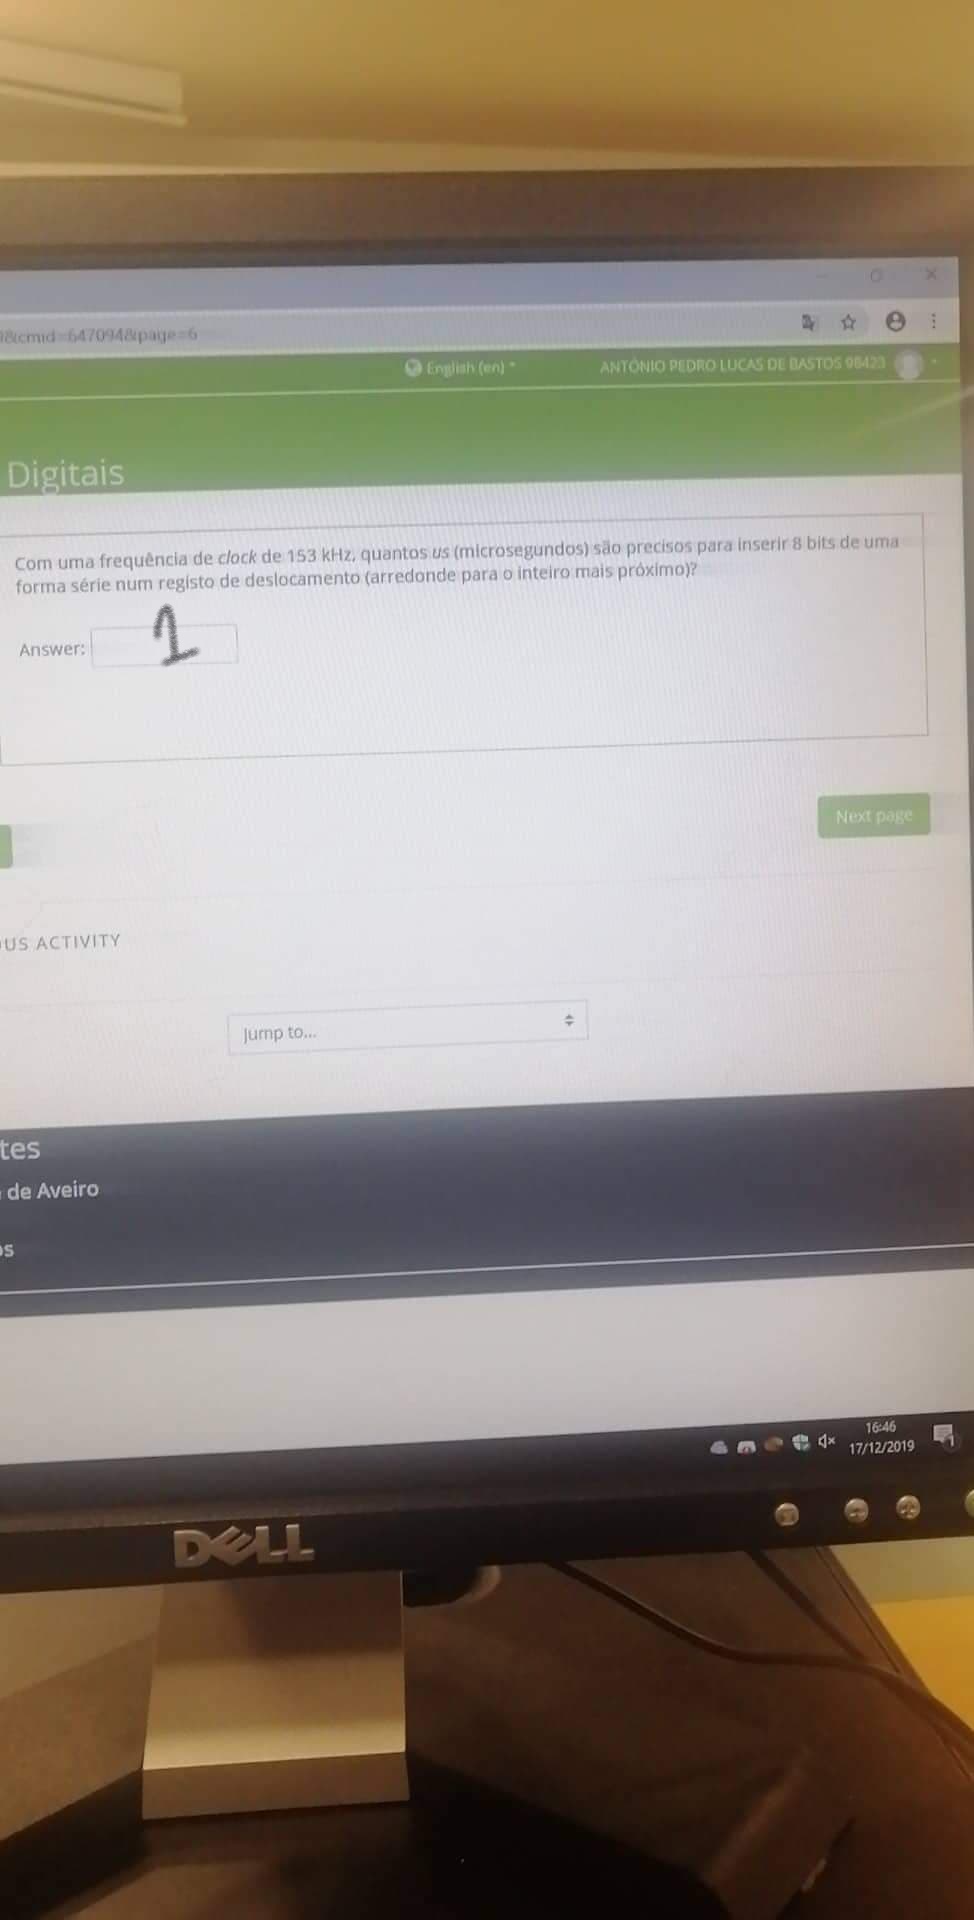 cmid=647094&page=6
English (en)
ANTÓNIO PEDRO LUCAS DE BASTOS 98423
Digitais
Com uma frequência de clock de 153 kHz, quantos us (microsegundos) são precisos para inserir 8 bits de uma
forma série num registo de deslocamento (arredonde para o inteiro mais próximo)?
Answer: 1
Next page
OUS ACTIVITY
Jump to...
tes
de Aveiro
os
16:46
17/12/2019
1
DELL